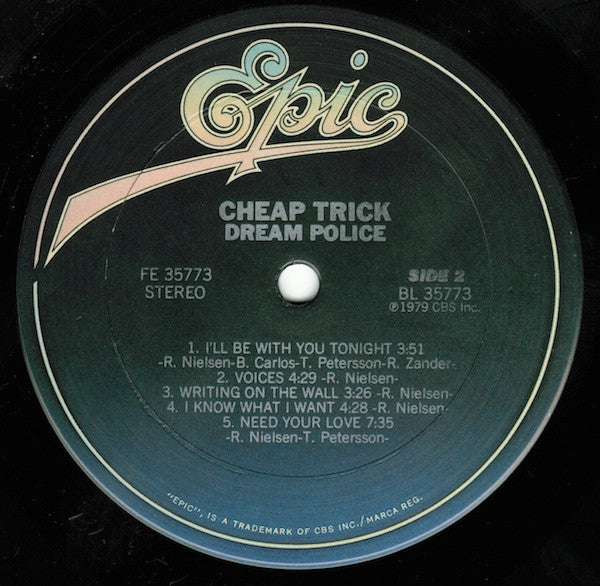 Epic
CHEAP TRICK
DREAM POLICE
FE 35773
STEREO
SIDE 2
BL 35773
℗1979 CBS Inc.
1. I'LL BE WITH YOU TONIGHT 3:51
-R. Nielsen-B. Carlos-T. Petersson-R. Zander-
2. VOICES 4:29 -R. Nielsen-
3. WRITING ON THE WALL 3:26 -R. Nielsen-
4. I KNOW WHAT I WANT 4:28 -R. Nielsen-
5. NEED YOUR LOVE 7:35
-R. Nielsen-T. Petersson-
"EPIC", IS A TRADEMARK OF CBS INC./MARCA REG.